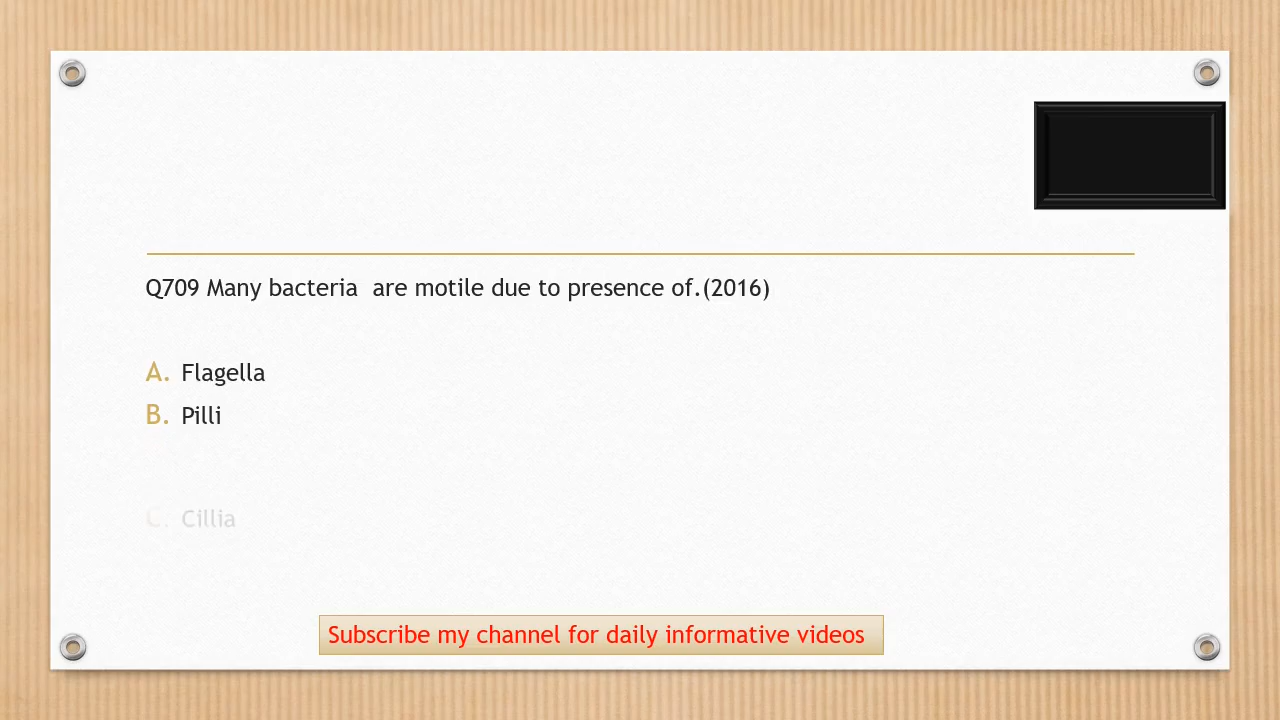 Q709 Many bacteria  are motile due to presence of.(2016)
A. Flagella
B. Pilli
C. Cillia
Subscribe my channel for daily informative videos